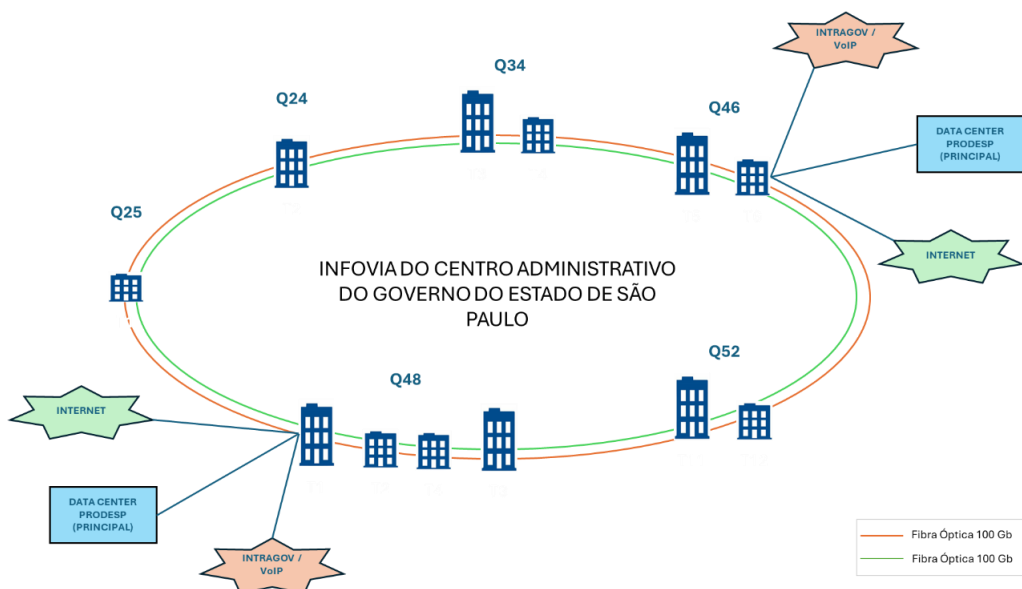 INTRAGOV /
VoIP
Q34
Q24
Q46
DATA CENTER
PRODESP
(PRINCIPAL)
Q25
INTERNET
INFOVIA DO CENTRO ADMINISTRATIVO
DO GOVERNO DO ESTADO DE SÃO
PAULO
Q52
Q48
INTERNET
DATA CENTER
PRODESP
(PRINCIPAL)
INTRAGOV /
VoIP
Fibra Óptica 100 Gb
Fibra Óptica 100 Gb